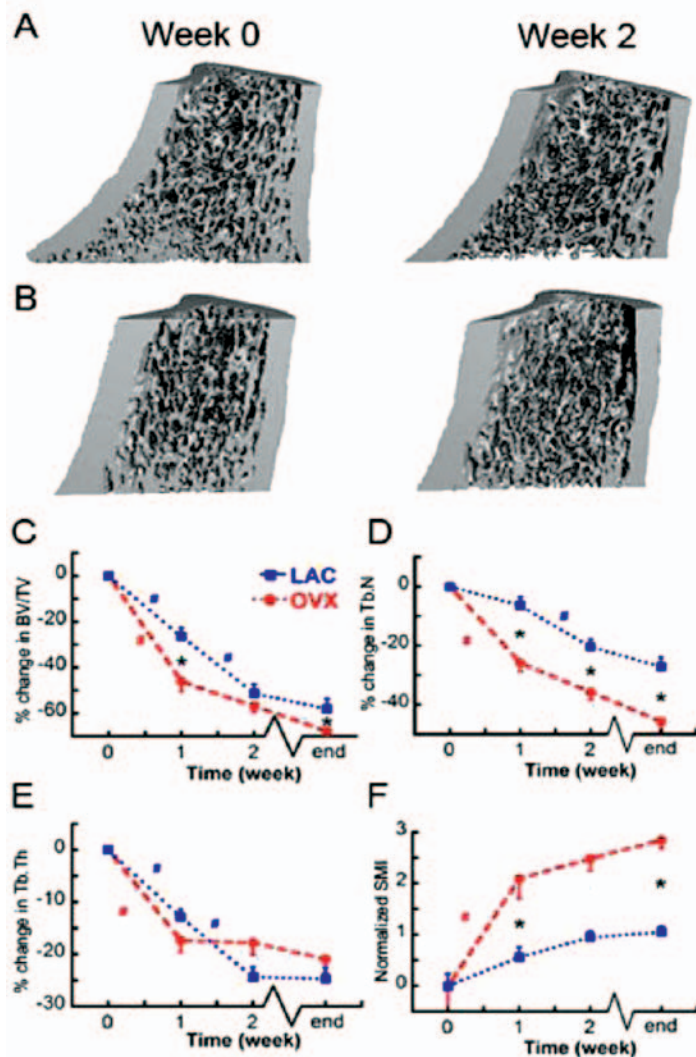 A
Week 0
Week 2
B
C
D
% change in BV/TV
0
-20
-40
-60
LAC
OVX
#
#
#
*
*
0
1
2
end
Time (week)
% change in Tb.N
0
-20
-40
#
#
*
*
*
0
1
2
end
Time (week)
E
F
% change in Tb.Th
0
-10
-20
-30
#
#
#
0
1
2
end
Time (week)
Normalized SMI
3
2
1
0
#
*
*
0
1
2
end
Time (week)